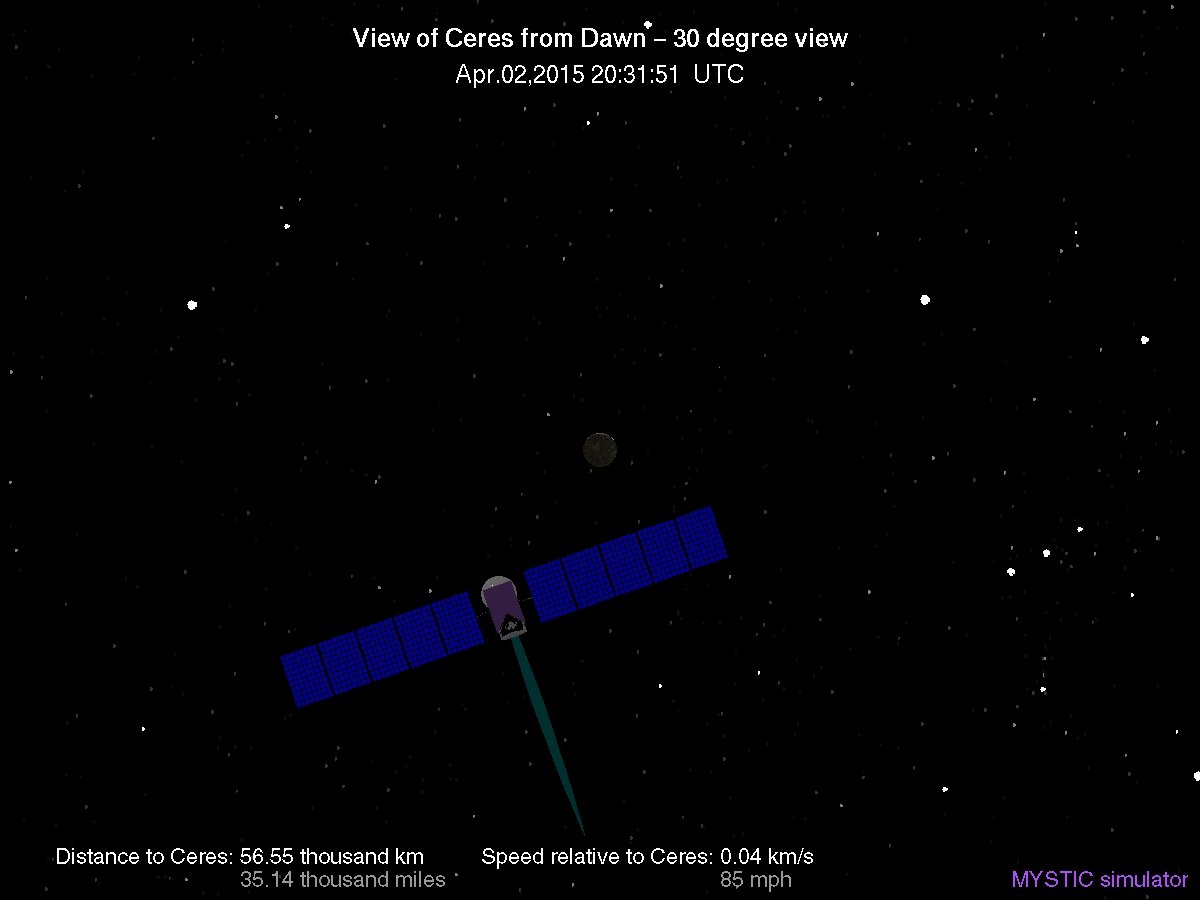 View of Ceres from Dawn – 30 degree view
Apr.02,2015 20:31:51 UTC
Distance to Ceres: 56.55 thousand km
35.14 thousand miles
Speed relative to Ceres: 0.04 km/s
85 mph
MYSTIC simulator